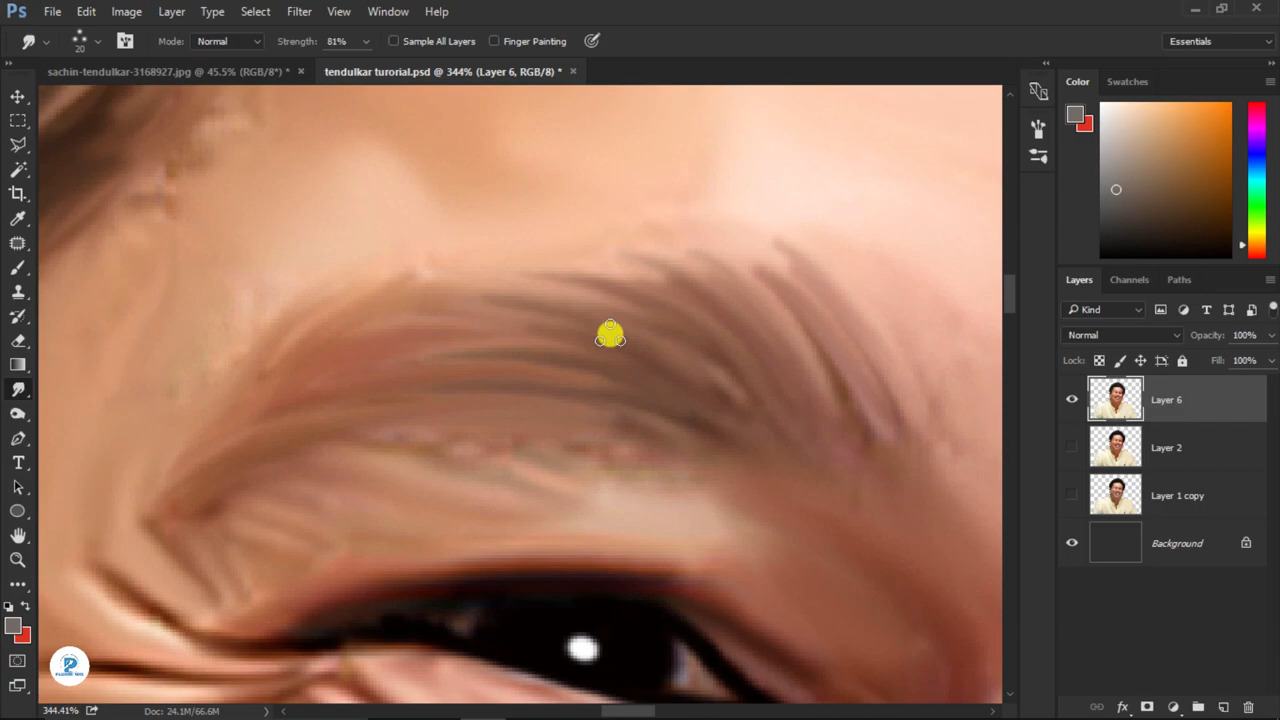 Ps File Edit Image Layer Type Select Filter View Window Help
20 Mode: Normal Strength: 81% Sample All Layers Finger Painting Essentials
sachin-tendulkar-3168927.jpg @ 45.5% (RGB/8*) * × tendulkar turorial.psd @ 344% (Layer 6, RGB/8) * ×
Color Swatches
Layers Channels Paths
Kind
Normal Opacity: 100%
Lock: Fill: 100%
Layer 6
Layer 2
Layer 1 copy
Background
344.41% Doc: 24.1M/66.6M